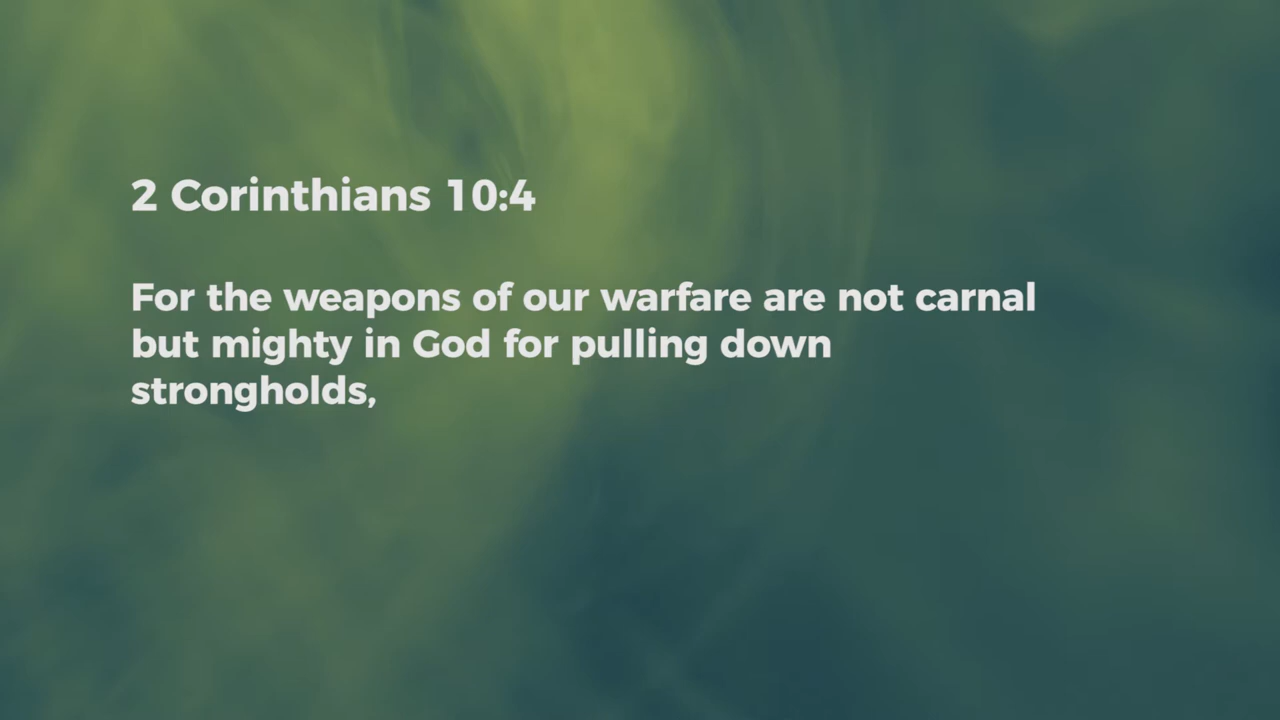 2 Corinthians 10:4
For the weapons of our warfare are not carnal
but mighty in God for pulling down
strongholds,